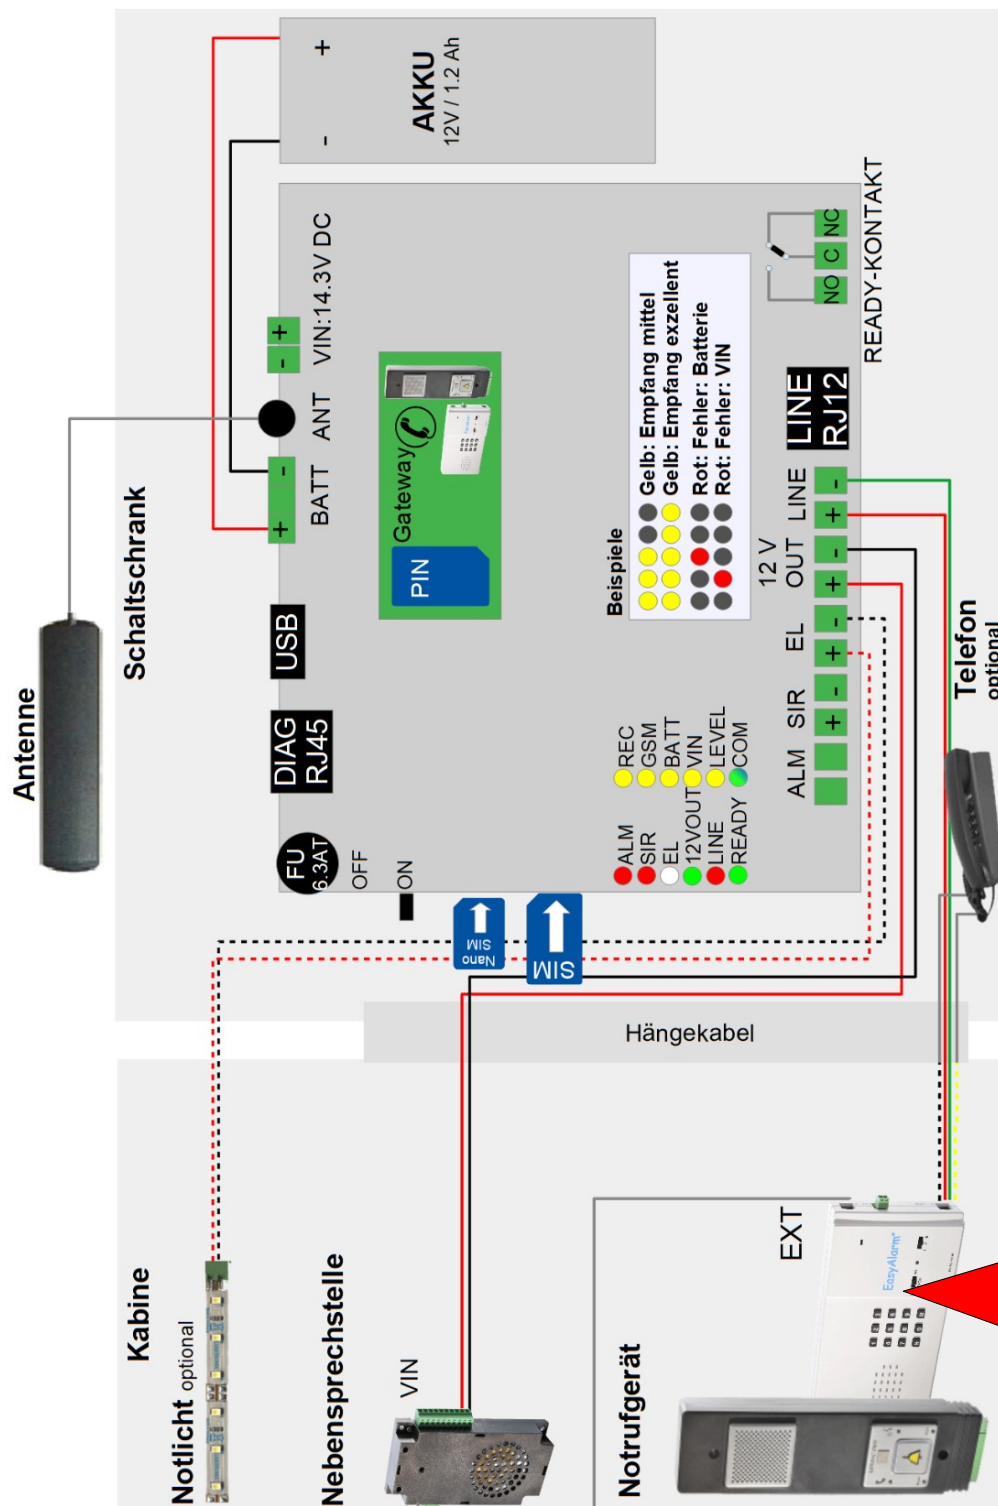 Antenne
Schaltschrank
AKKU
12V / 1.2 Ah
+
-
FU
6.3AT
OFF
ON
DIAG
RJ45
USB
+ -
BATT
ANT
- +
VIN:14.3V DC
PIN
Gateway
Nano
SIM
SIM
ALM
SIR
EL
12VOUT
LINE
READY
REC
GSM
BATT
VIN
LEVEL
COM
Beispiele
Gelb: Empfang mittel
Gelb: Empfang exzellent
Rot: Fehler: Batterie
Rot: Fehler: VIN
ALM
SIR
EL
12 V
OUT
LINE
+ - + - + - + -
LINE
RJ12
NO C NC
READY-KONTAKT
Telefon
optional
Hängekabel
Kabine
Notlicht optional
Nebensprechstelle
VIN
Notrufgerät
EXT
EasyAlarm